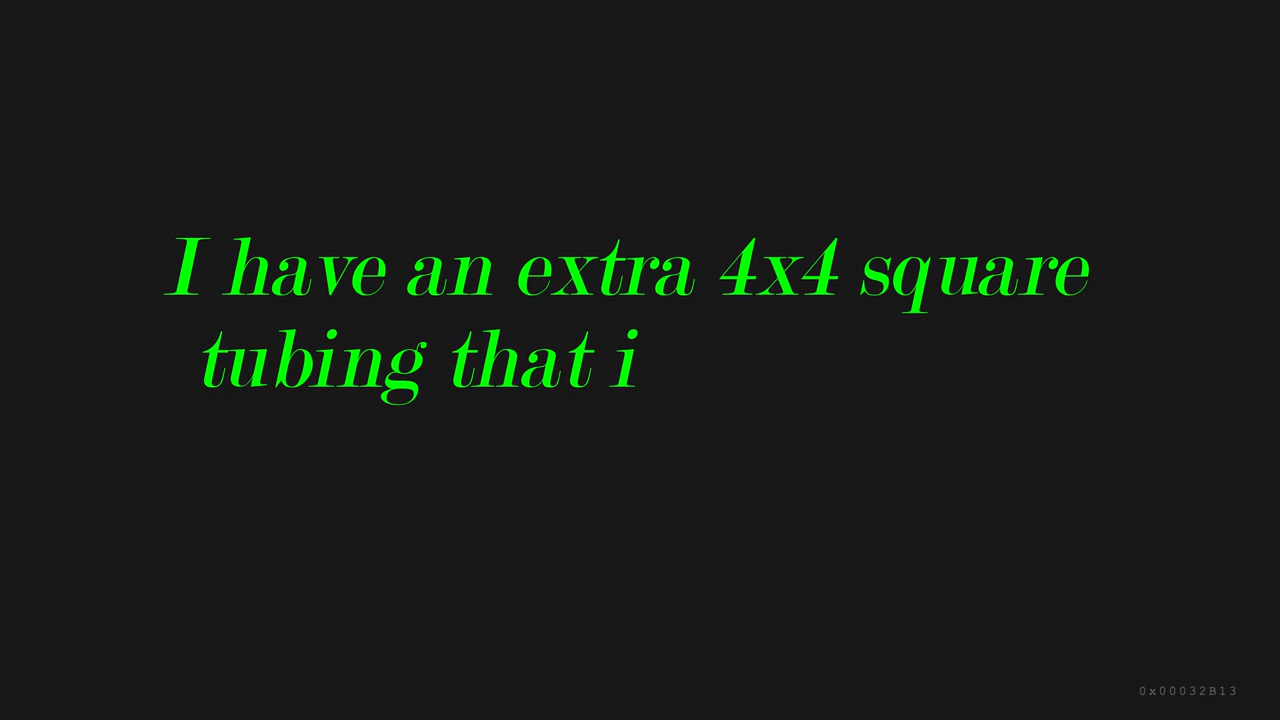 I have an extra 4x4 square
tubing that i
0x00032B13